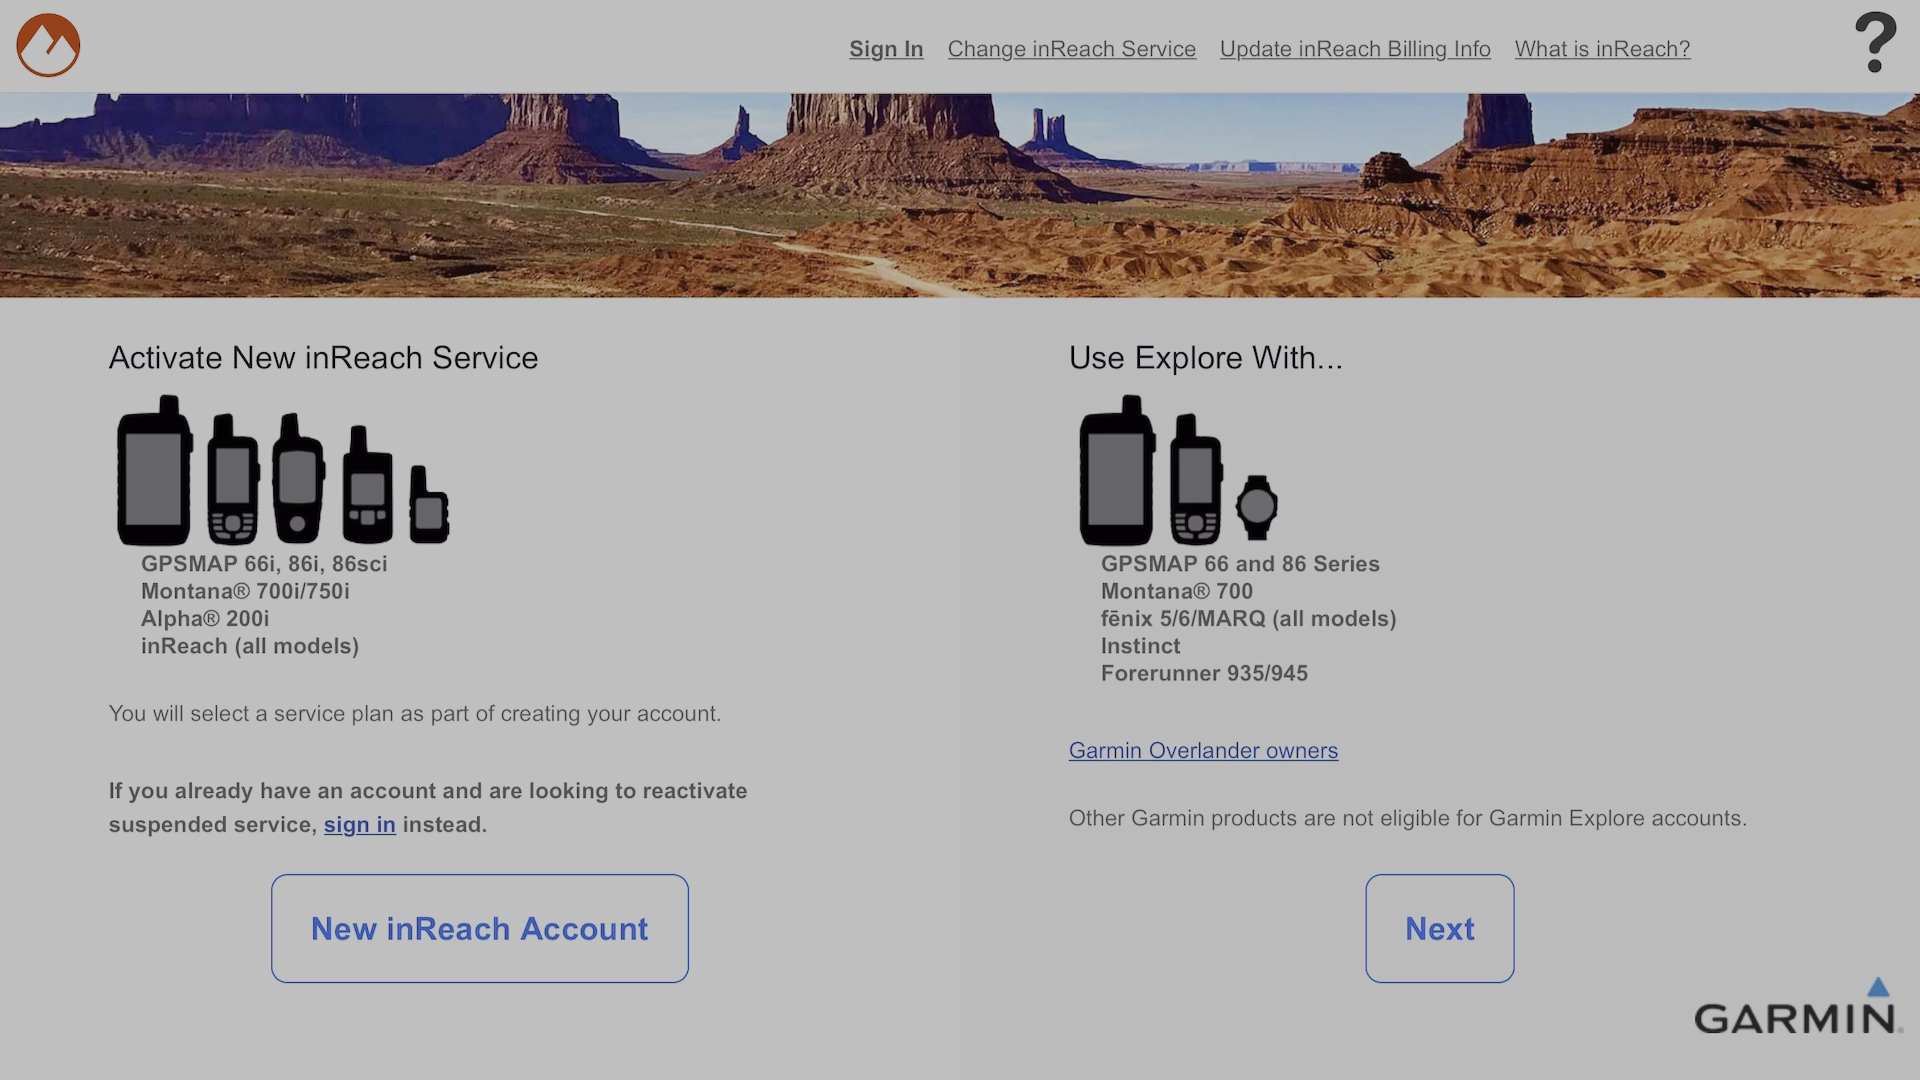 Sign In Change inReach Service Update inReach Billing Info What is inReach? ?
Activate New inReach Service
GPSMAP 66i, 86i, 86sci
Montana® 700i/750i
Alpha® 200i
inReach (all models)
You will select a service plan as part of creating your account.
If you already have an account and are looking to reactivate
suspended service, sign in instead.
New inReach Account
Use Explore With...
GPSMAP 66 and 86 Series
Montana® 700
fēnix 5/6/MARQ (all models)
Instinct
Forerunner 935/945
Garmin Overlander owners
Other Garmin products are not eligible for Garmin Explore accounts.
Next
GARMIN